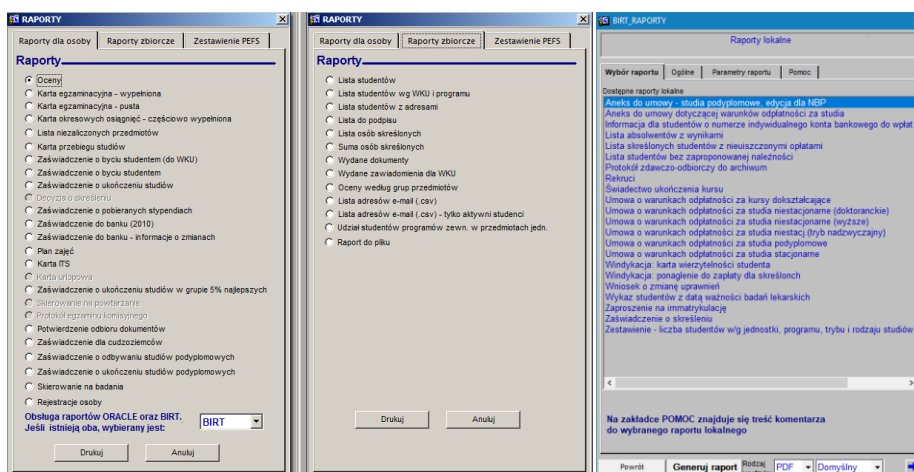 RAPORTY
Raporty dla osoby
Raporty zbiorcze
Zestawienie PEFS
Raporty
Oceny
Karta egzaminacyjna - wypełniona
Karta egzaminacyjna - pusta
Karta okresowych osiągnięć - częściowo wypełniona
Lista niezaliczonych przedmiotów
Karta przebiegu studiów
Zaświadczenie o byciu studentem (do WKU)
Zaświadczenie o byciu studentem
Zaświadczenie o ukończeniu studiów
Decyzja o skreśleniu
Zaświadczenie o pobieranych stypendiach
Zaświadczenie do banku (2010)
Zaświadczenie do banku - informacje o zmianach
Plan zajęć
Karta ITS
Karta urlopowa
Zaświadczenie o ukończeniu studiów w grupie 5% najlepszych
Skierowanie na powtarzanie
Protokół egzaminu komisyjnego
Potwierdzenie odbioru dokumentów
Zaświadczenie dla cudzoziemców
Zaświadczenie o odbywaniu studiów podyplomowych
Zaświadczenie o ukończeniu studiów podyplomowych
Skierowanie na badania
Rejestracje osoby
Obsługa raportów ORACLE oraz BIRT.
Jeśli istnieją oba, wybierany jest:
BIRT
Drukuj
Anuluj
RAPORTY
Raporty dla osoby
Raporty zbiorcze
Zestawienie PEFS
Raporty
Lista studentów
Lista studentów wg WKU i programu
Lista studentów z adresami
Lista do podpisu
Lista osób skreślonych
Suma osób skreślonych
Wydane dokumenty
Wydane zawiadomienia dla WKU
Oceny według grup przedmiotów
Lista adresów e-mail (.csv)
Lista adresów e-mail (.csv) - tylko aktywni studenci
Udział studentów programów zewn. w przedmiotach jedn.
Raport do pliku
Drukuj
Anuluj
BIRT_RAPORTY
Raporty lokalne
Wybór raportu
Ogólne
Parametry raportu
Pomoc
Dostępne raporty lokalne
Aneks do umowy - studia podyplomowe, edycja dla NBP
Aneks do umowy dotyczącej warunków odpłatności za studia
Informacja dla studentów o numerze indywidualnego konta bankowego do wpłat
Lista absolwentów z wynikami
Lista skreślonych studentów z nieuiszczonymi opłatami
Lista studentów bez zaproponowanej należności
Protokół zdawczo-odbiorczy do archiwum
Rekruci
Świadectwo ukończenia kursu
Umowa o warunkach odpłatności za kursy dokształcające
Umowa o warunkach odpłatności za studia niestacjonarne (doktoranckie)
Umowa o warunkach odpłatności za studia niestacjonarne (wyższe)
Umowa o warunkach odpłatności za studia niestacj (tryb nadzwyczajny)
Umowa o warunkach odpłatności za studia podyplomowe
Umowa o warunkach odpłatności za studia stacjonarne
Windykacja: karta wierzytelności studenta
Windykacja: ponaglenie do zapłaty dla skreślonch
Wniosek o zmianę uprawnień
Wykaz studentów z datą ważności badań lekarskich
Zaproszenie na immatrykulację
Zaświadczenie o skreśleniu
Zestawienie - liczba studentów w/g jednostki, programu, trybu i rodzaju studiów
Na zakładce POMOC znajduje się treść komentarza
do wybranego raportu lokalnego
Powrót
Generuj raport
Rodzaj
PDF
Domyślny